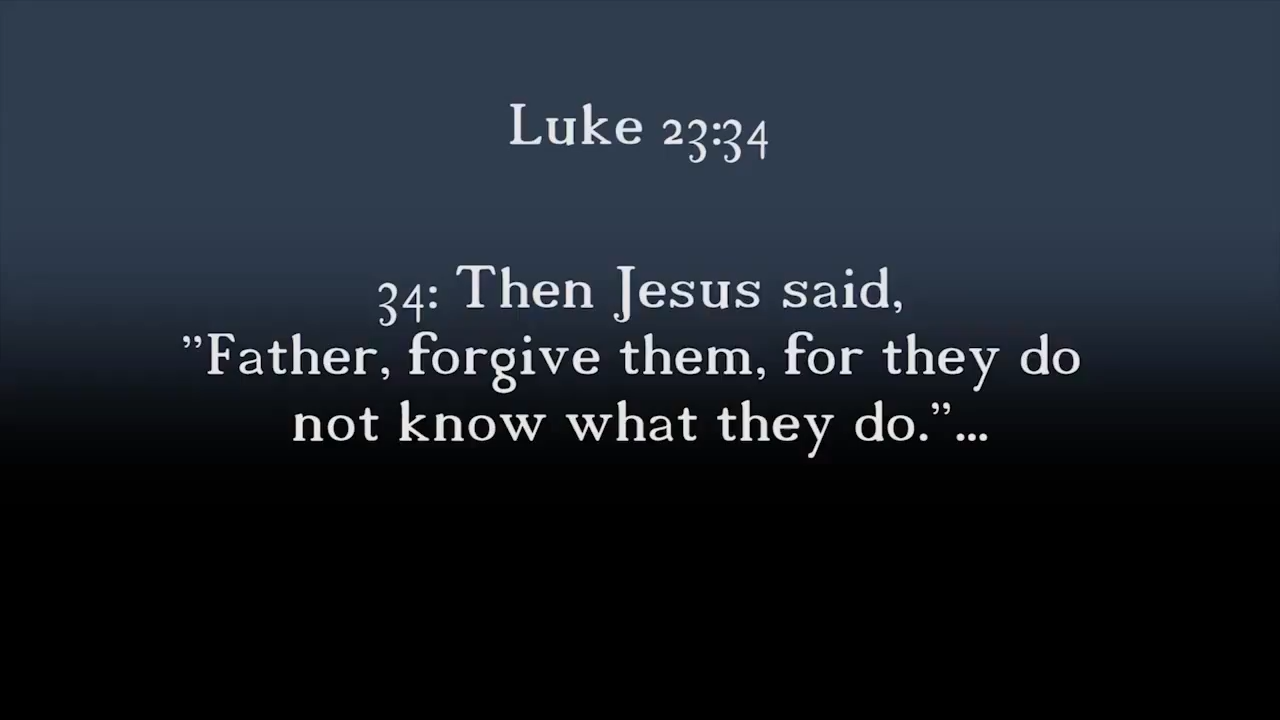 Luke 23:34
34: Then Jesus said,
”Father, forgive them, for they do
not know what they do.”...